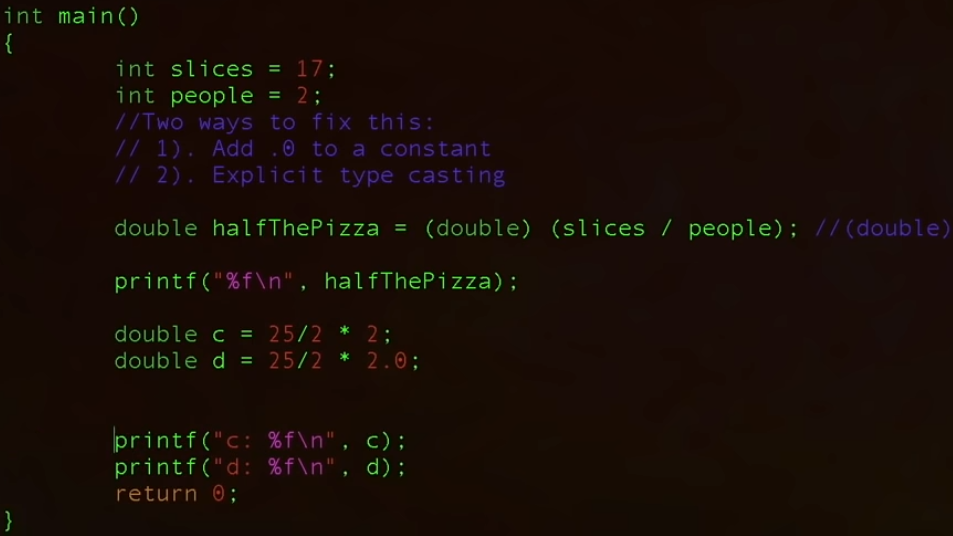 int main()
{
int slices = 17;
int people = 2;
//Two ways to fix this:
// 1). Add .0 to a constant
// 2). Explicit type casting
double halfThePizza = (double) (slices / people); //(double)
printf("%f\n", halfThePizza);
double c = 25/2 * 2;
double d = 25/2 * 2.0;
printf("c: %f\n", c);
printf("d: %f\n", d);
return 0;
}